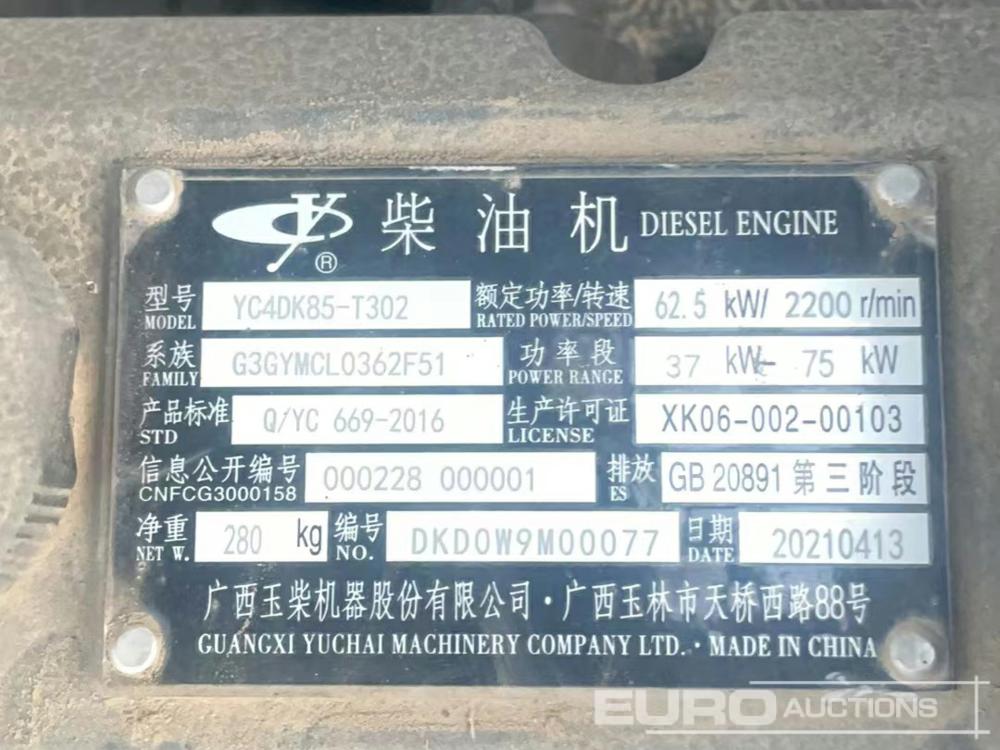 柴油机 DIESEL ENGINE
®
型号 YC4DK85-T302 额定功率/转速 62.5 kW/ 2200 r/min
MODEL RATED POWER/SPEED
系族 G3GYMCL0362F51 功率段 37 kW- 75 kW
FAMILY POWER RANGE
产品标准 Q/YC 669-2016 生产许可证 XK06-002-00103
STD LICENSE
信息公开编号 000228 000001 排放 GB 20891 第三阶段
CNFCG3000158 ES
净重 280 kg 编号 DKD0W9M00077 日期 20210413
NET W. NO. DATE
广西玉柴机器股份有限公司·广西玉林市天桥西路88号
GUANGXI YUCHAI MACHINERY COMPANY LTD.·MADE IN CHINA
EURO AUCTIONS